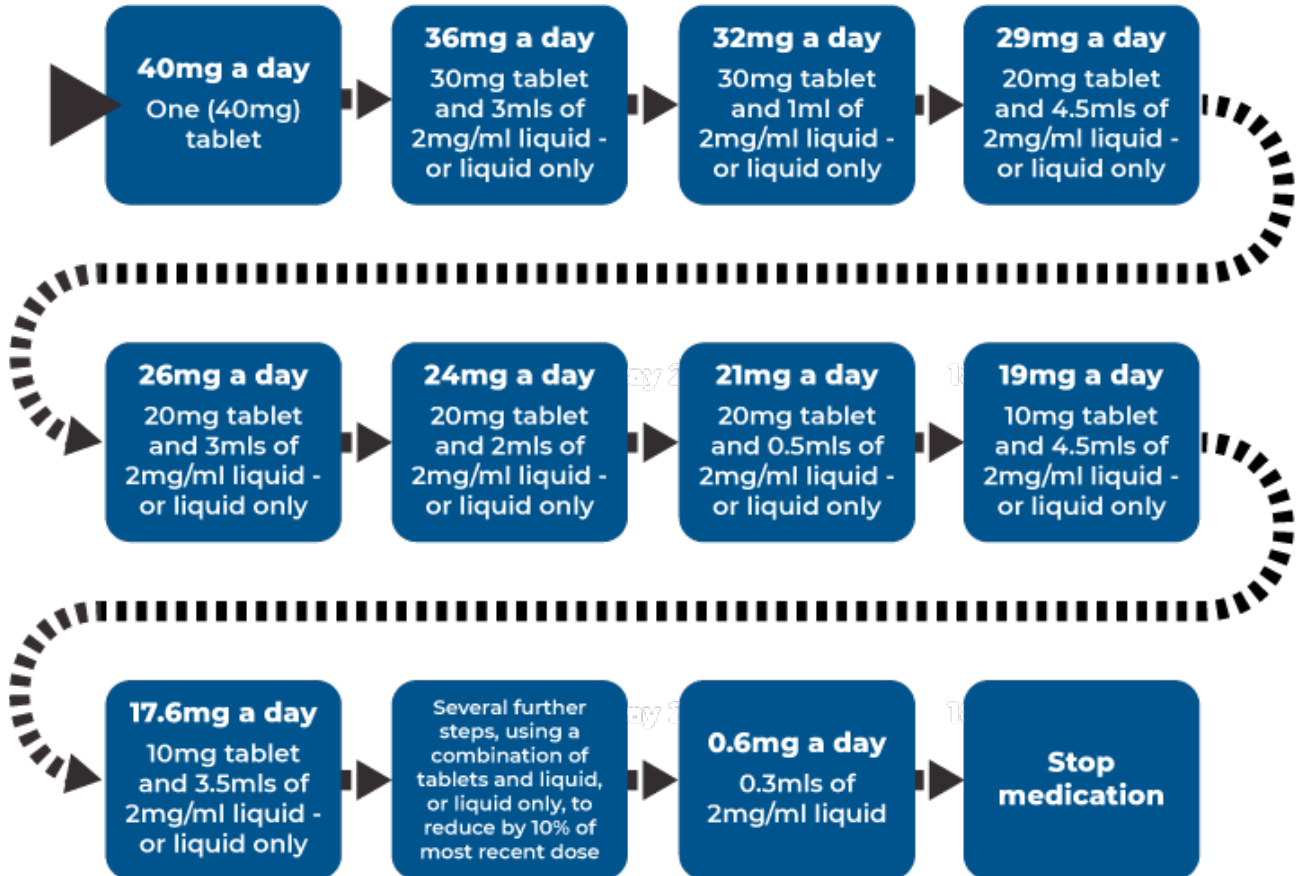 40mg a day
One (40mg)
tablet
36mg a day
30mg tablet
and 3mls of
2mg/ml liquid -
or liquid only
32mg a day
30mg tablet
and 1ml of
2mg/ml liquid -
or liquid only
29mg a day
20mg tablet
and 4.5mls of
2mg/ml liquid -
or liquid only
26mg a day
20mg tablet
and 3mls of
2mg/ml liquid -
or liquid only
24mg a day
20mg tablet
and 2mls of
2mg/ml liquid -
or liquid only
21mg a day
20mg tablet
and 0.5mls of
2mg/ml liquid -
or liquid only
19mg a day
10mg tablet
and 4.5mls of
2mg/ml liquid -
or liquid only
17.6mg a day
10mg tablet
and 3.5mls of
2mg/ml liquid -
or liquid only
Several further
steps, using a
combination of
tablets and liquid,
or liquid only, to
reduce by 10% of
most recent dose
0.6mg a day
0.3mls of
2mg/ml liquid
Stop
medication